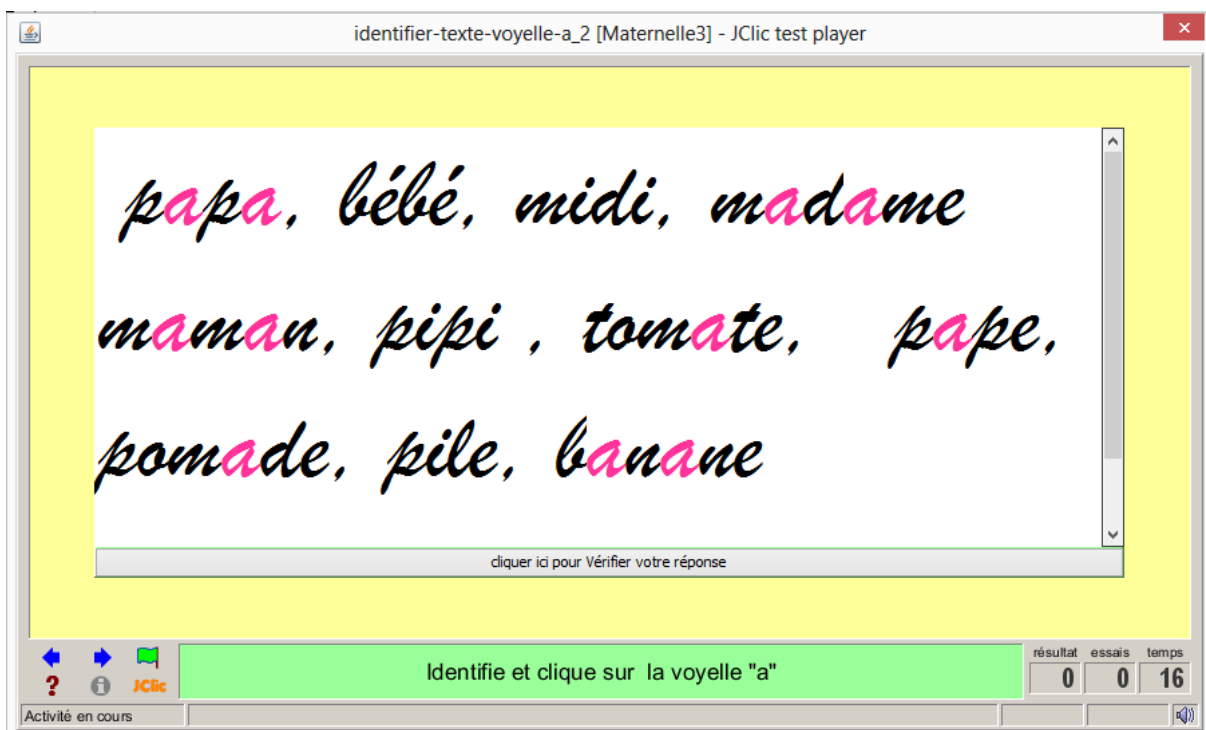 identifier-texte-voyelle-a_2 [Maternelle3] - JClic test player
papa, bébé, midi, madame
maman, pipi , tomate, pape,
pomade, pile, banane
cliquer ici pour Vérifier votre réponse
Identifie et clique sur la voyelle "a"
résultat essais temps
0 0 16
JClic
Activité en cours